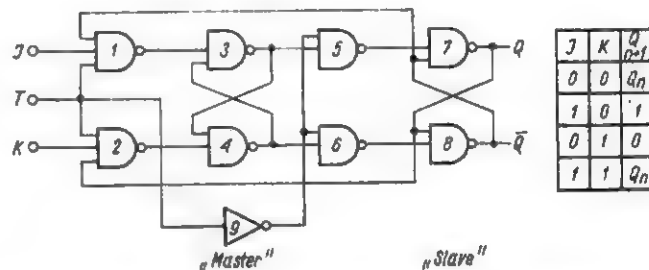 J
T
K
1
2
3
4
5
6
7
8
9
Q
Q̄
„Master"
„Slave"
J K Q n+1
0 0 Qn
1 0 1
0 1 0
1 1 Qn